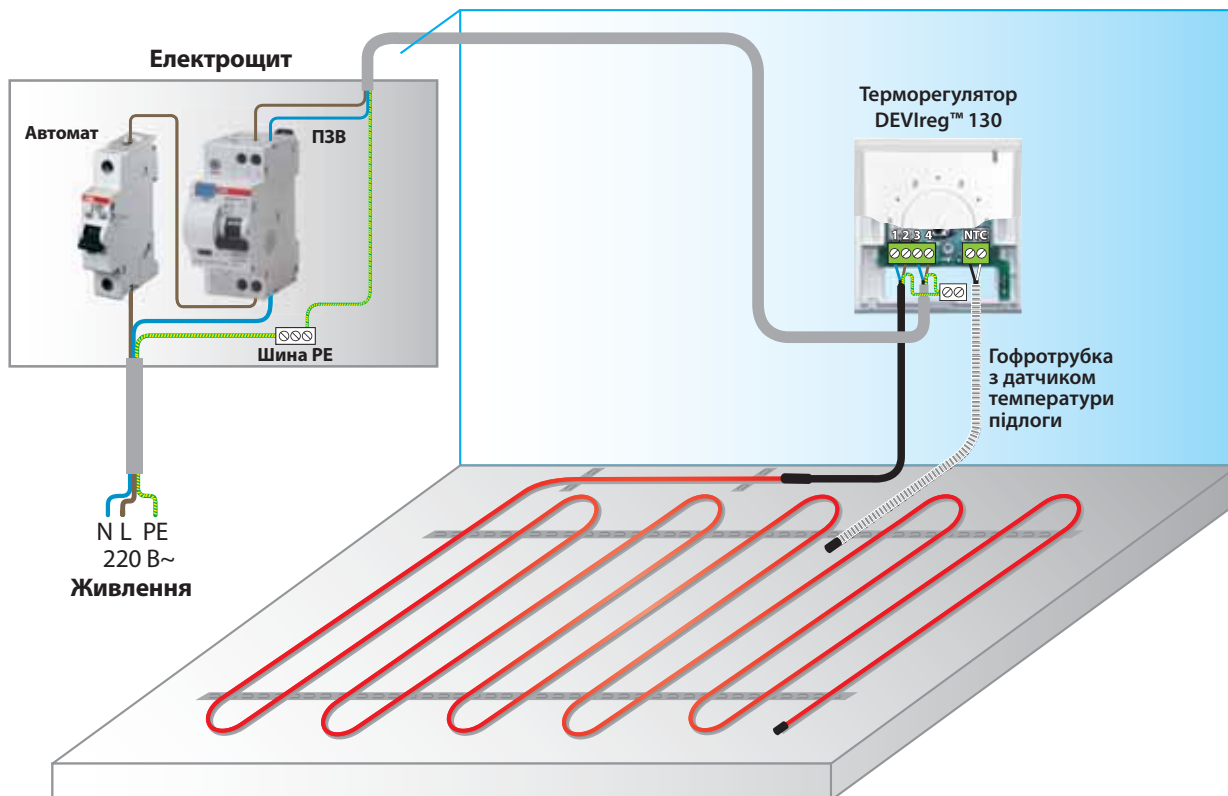 Електрощит
Автомат
ПЗВ
Шина PE
N L PE
220 В~
Живлення
Терморегулятор
DEVIreg™ 130
1 2 3 4
NTC
Гофротрубка
з датчиком
температури
підлоги